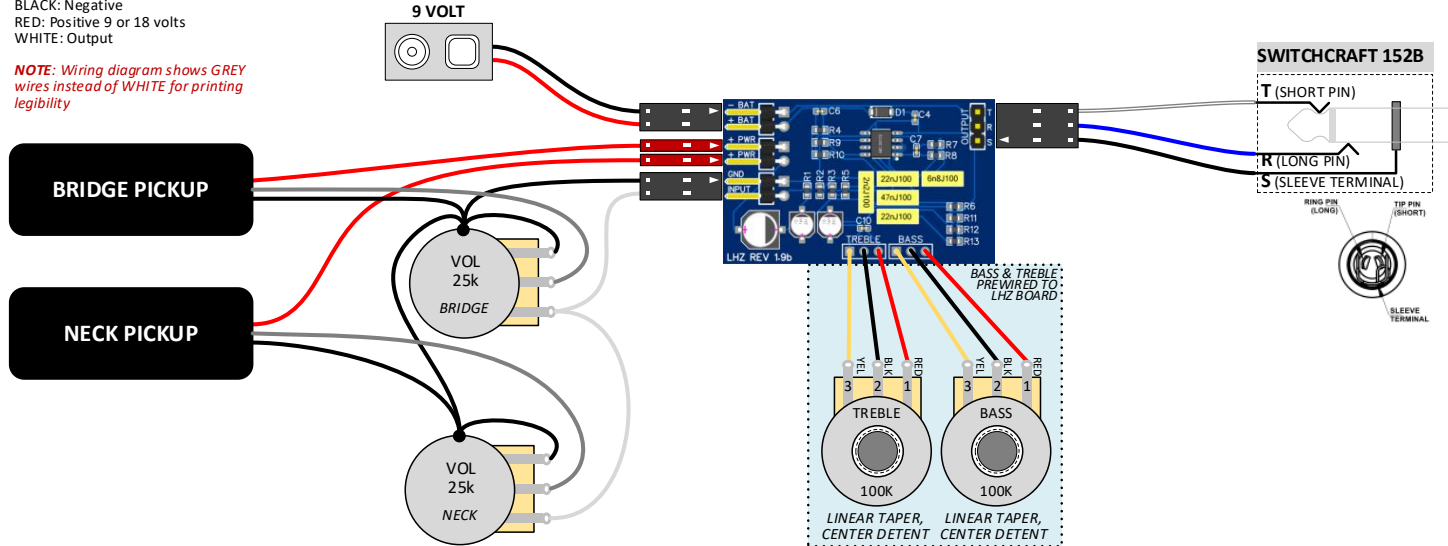 BLACK: Negative
RED: Positive 9 or 18 volts
WHITE: Output
NOTE: Wiring diagram shows GREY
wires instead of WHITE for printing
legibility
9 VOLT
BRIDGE PICKUP
NECK PICKUP
VOL
25k
BRIDGE
VOL
25k
NECK
- BAT
+ BAT
+ PWR
+ PWR
GND
INPUT
C6
D1
C4
R4
R9
R10
C7
R7
R8
R1
R2
R3
R5
2n2J100
22nJ100
6n8J100
47nJ100
22nJ100
R6
R11
R12
R13
C10
OUTPUT
T
R
S
TREBLE
BASS
LHZ REV 1.9b
BASS & TREBLE
PREWIRED TO
LHZ BOARD
YEL
BLK
RED
3
2
1
TREBLE
100K
LINEAR TAPER,
CENTER DETENT
YEL
BLK
RED
3
2
1
BASS
100K
LINEAR TAPER,
CENTER DETENT
SWITCHCRAFT 152B
T (SHORT PIN)
R (LONG PIN)
S (SLEEVE TERMINAL)
RING PIN
(LONG)
TIP PIN
(SHORT)
SLEEVE
TERMINAL